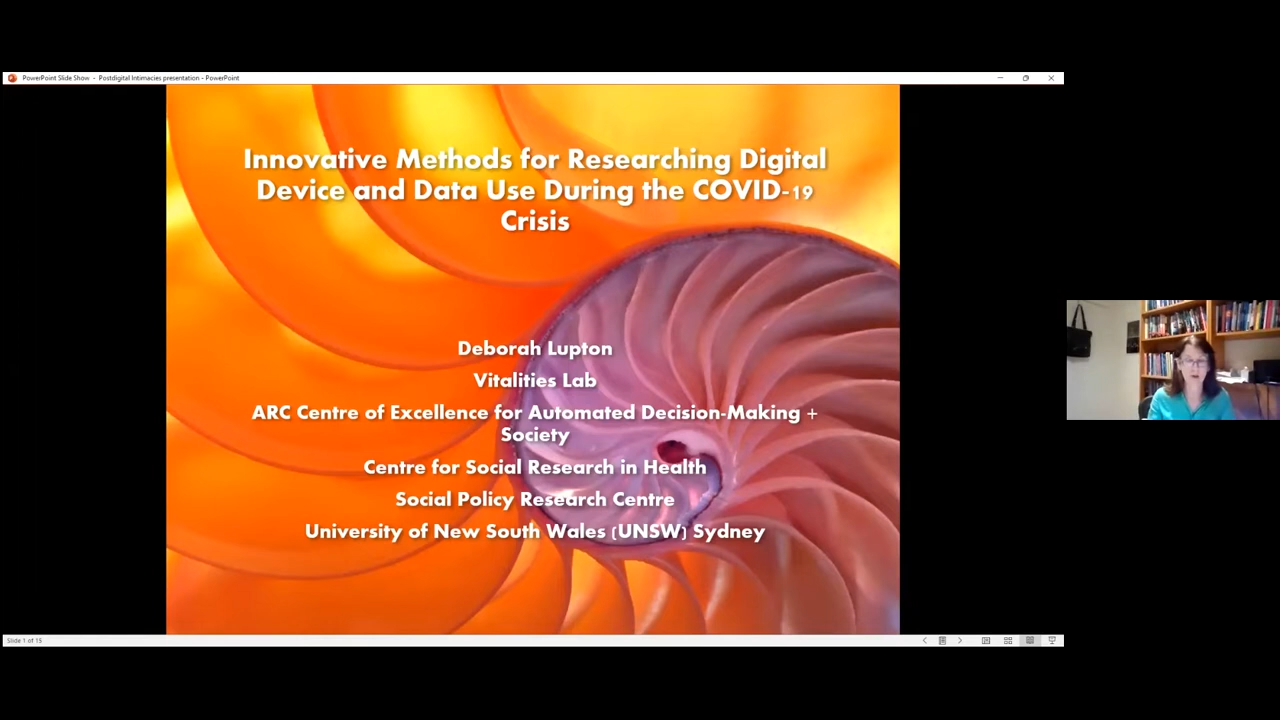 PowerPoint Slide Show - Postdigital Intimacies presentation - PowerPoint
Innovative Methods for Researching Digital
Device and Data Use During the COVID-19
Crisis
Deborah Lupton
Vitalities Lab
ARC Centre of Excellence for Automated Decision-Making +
Society
Centre for Social Research in Health
Social Policy Research Centre
University of New South Wales (UNSW) Sydney
Slide 1 of 15